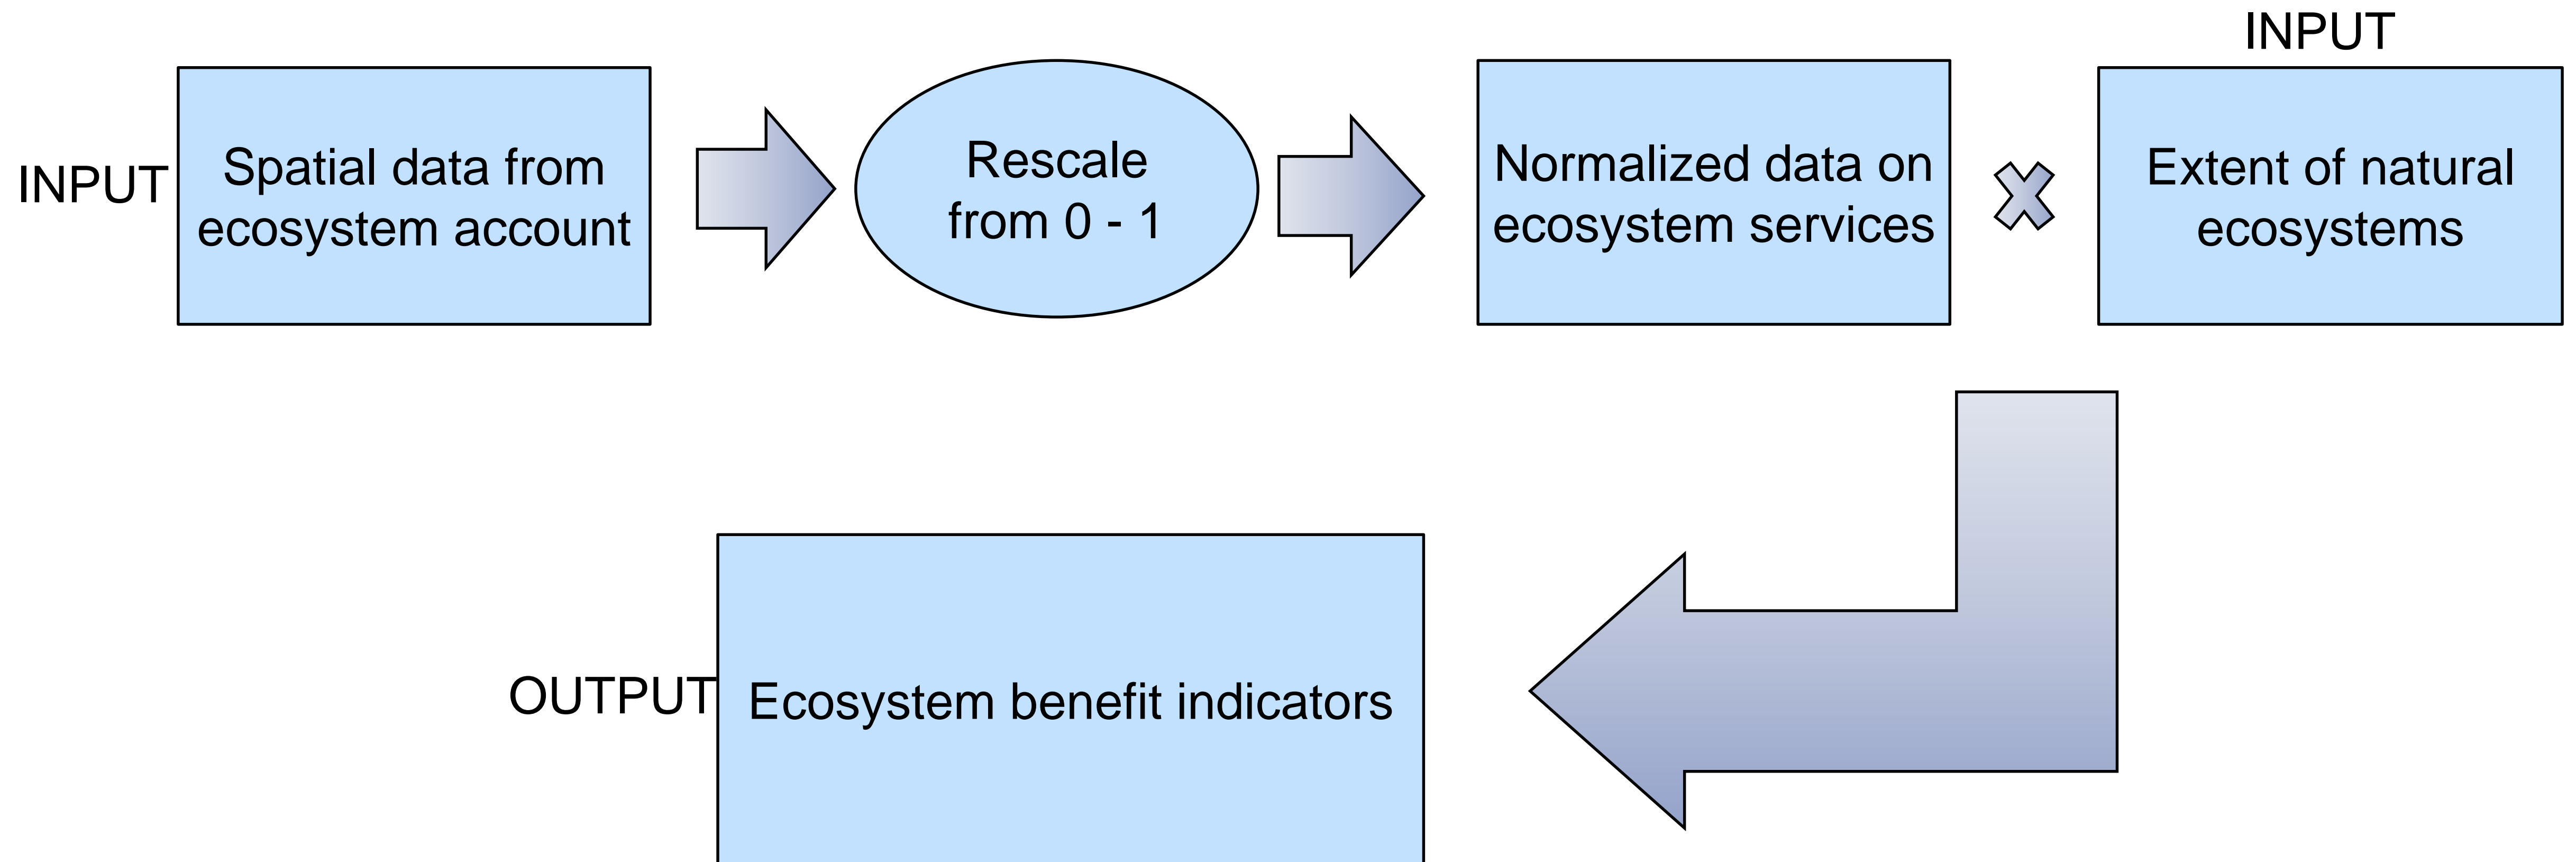 INPUT
INPUT
Spatial data from
ecosystem account
Rescale
from 0 - 1
Normalized data on
ecosystem services
Extent of natural
ecosystems
OUTPUT
Ecosystem benefit indicators